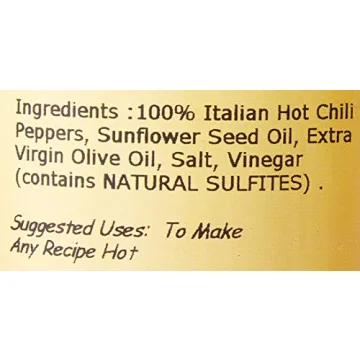 Ingredients :100% Italian Hot Chili
Peppers, Sunflower Seed Oil, Extra
Virgin Olive Oil, Salt, Vinegar
(contains NATURAL SULFITES) .
Suggested Uses: To Make
Any Recipe Hot